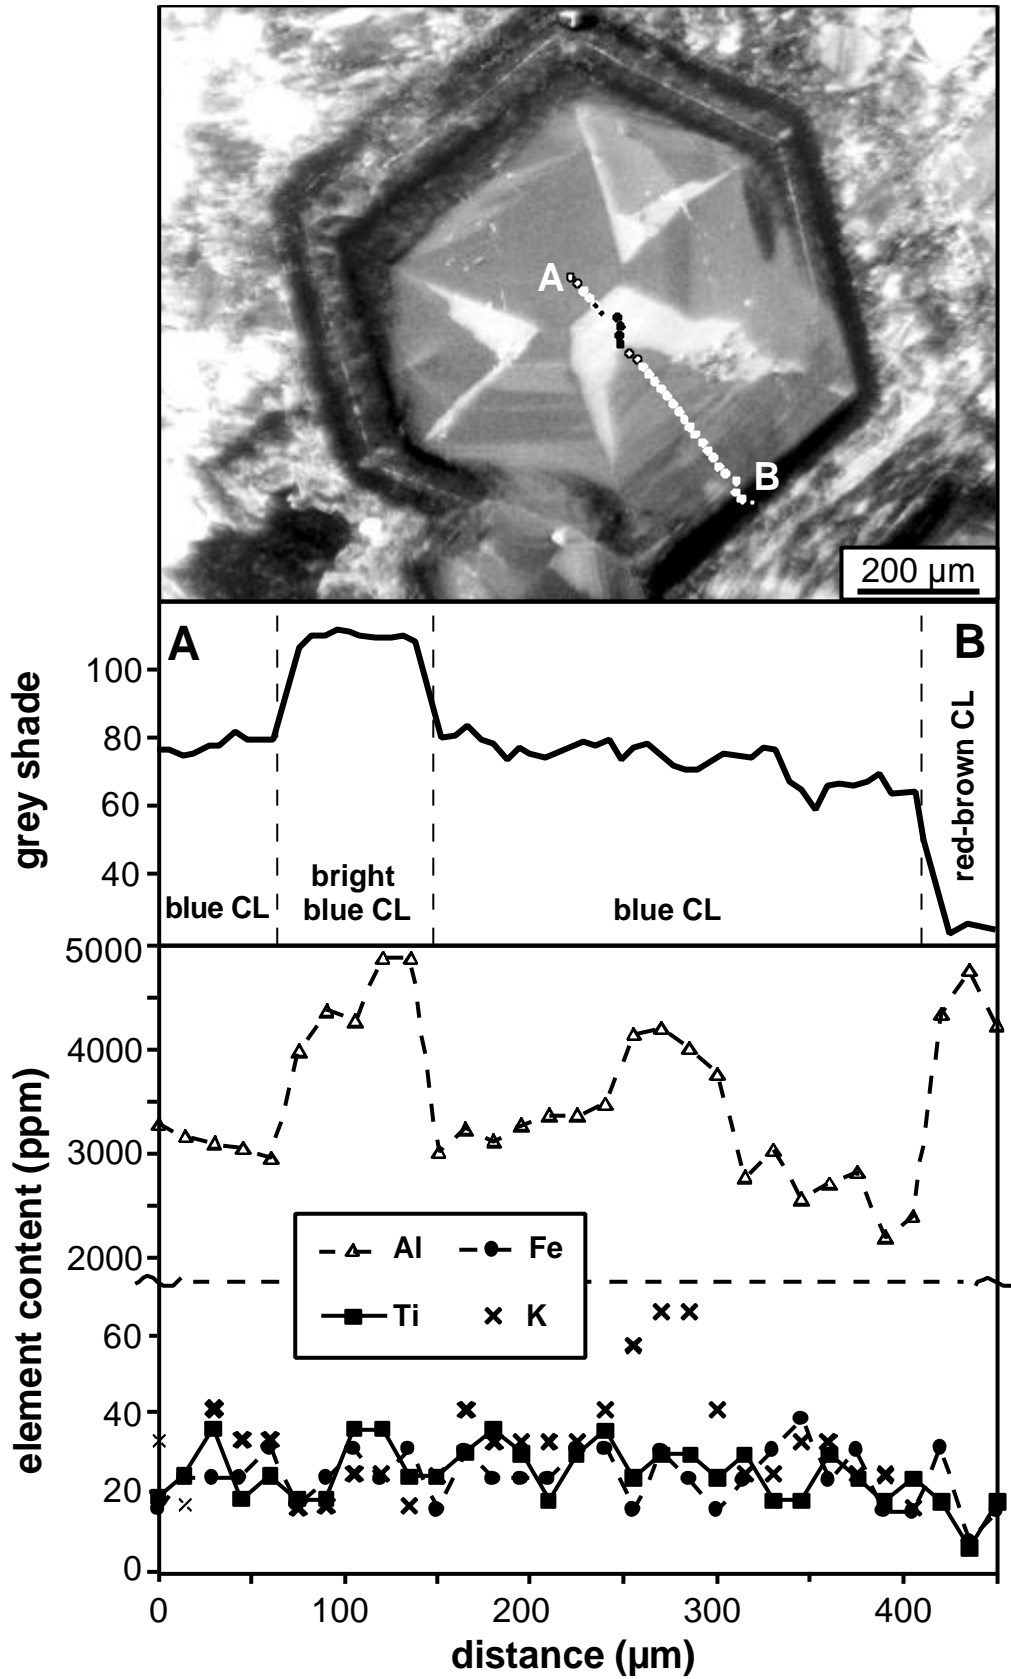 A
B
200 µm
A
B
grey shade
100
80
60
40
blue CL
bright
blue CL
blue CL
red-brown CL
element content (ppm)
5000
4000
3000
2000
Al
Fe
Ti
K
60
40
20
0
0
100
200
300
400
distance (µm)